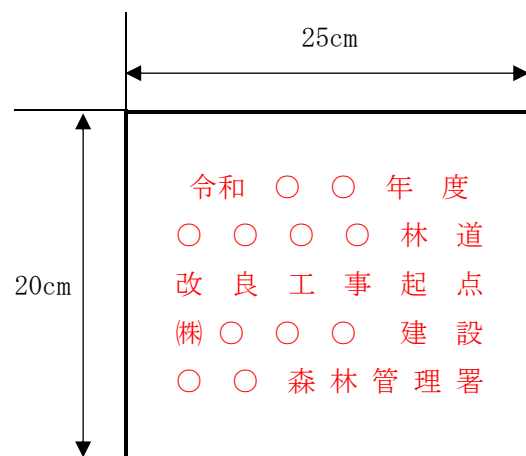 25cm
令和 ○ ○ 年 度
○ ○ ○ ○ 林 道
20cm
改 良 工 事 起 点
㈱ ○ ○ ○ 建 設
○ ○ 森 林 管 理 署